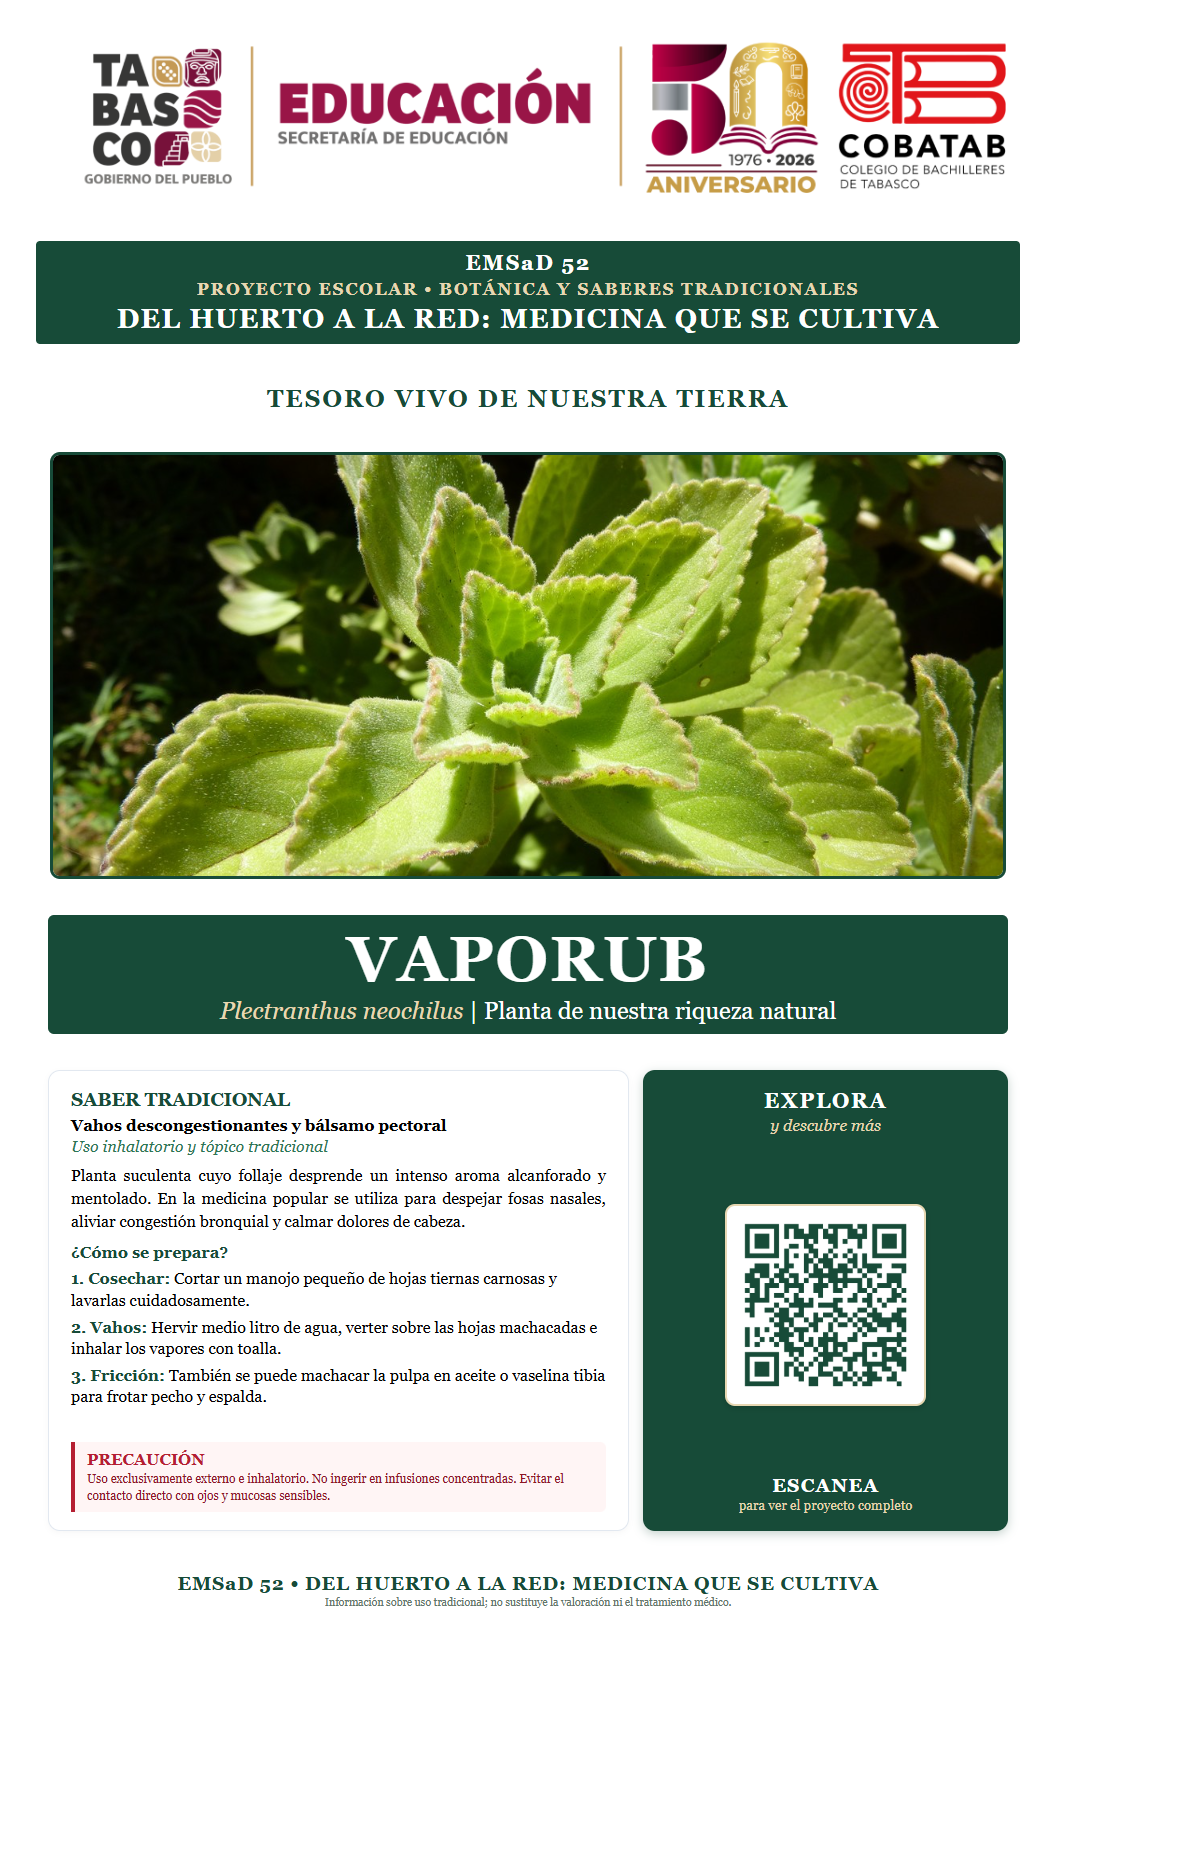 TA
BAS
CO
GOBIERNO DEL PUEBLO
EDUCACIÓN
SECRETARÍA DE EDUCACIÓN
50
1976 • 2026
ANIVERSARIO
COBATAB
COLEGIO DE BACHILLERES
DE TABASCO
EMSaD 52
PROYECTO ESCOLAR • BOTÁNICA Y SABERES TRADICIONALES
DEL HUERTO A LA RED: MEDICINA QUE SE CULTIVA
TESORO VIVO DE NUESTRA TIERRA
VAPORUB
Plectranthus neochilus | Planta de nuestra riqueza natural
SABER TRADICIONAL
Vahos descongestionantes y bálsamo pectoral
Uso inhalatorio y tópico tradicional
Planta suculenta cuyo follaje desprende un intenso aroma alcanforado y
mentolado. En la medicina popular se utiliza para despejar fosas nasales,
aliviar congestión bronquial y calmar dolores de cabeza.
¿Cómo se prepara?
1. Cosechar: Cortar un manojo pequeño de hojas tiernas carnosas y
lavarlas cuidadosamente.
2. Vahos: Hervir medio litro de agua, verter sobre las hojas machacadas e
inhalar los vapores con toalla.
3. Fricción: También se puede machacar la pulpa en aceite o vaselina tibia
para frotar pecho y espalda.
PRECAUCIÓN
Uso exclusivamente externo e inhalatorio. No ingerir en infusiones concentradas. Evitar el
contacto directo con ojos y mucosas sensibles.
EXPLORA
y descubre más
ESCANEA
para ver el proyecto completo
EMSaD 52 • DEL HUERTO A LA RED: MEDICINA QUE SE CULTIVA
Información sobre uso tradicional; no sustituye la valoración ni el tratamiento médico.